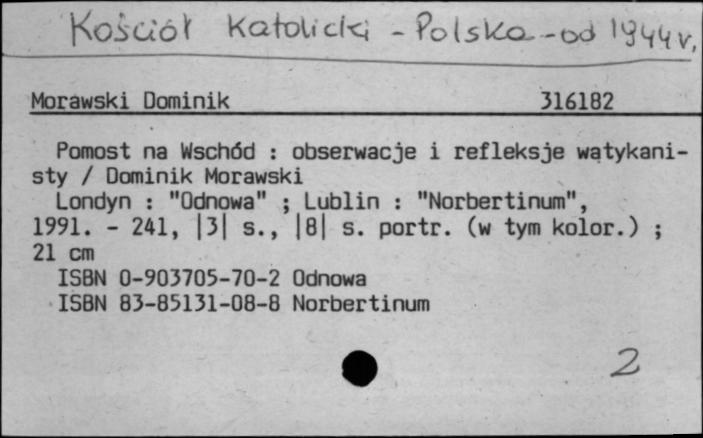 Kościół Katolicki - Polska - od 1944 r.
Morawski Dominik 316182
Pomost na Wschód : obserwacje i refleksje watykani-
sty / Dominik Morawski
Londyn : "Odnowa" ; Lublin : "Norbertinum",
1991. - 241, |3| s., |8| s. portr. (w tym kolor.) ;
21 cm
ISBN 0-903705-70-2 Odnowa
ISBN 83-85131-08-8 Norbertinum
2